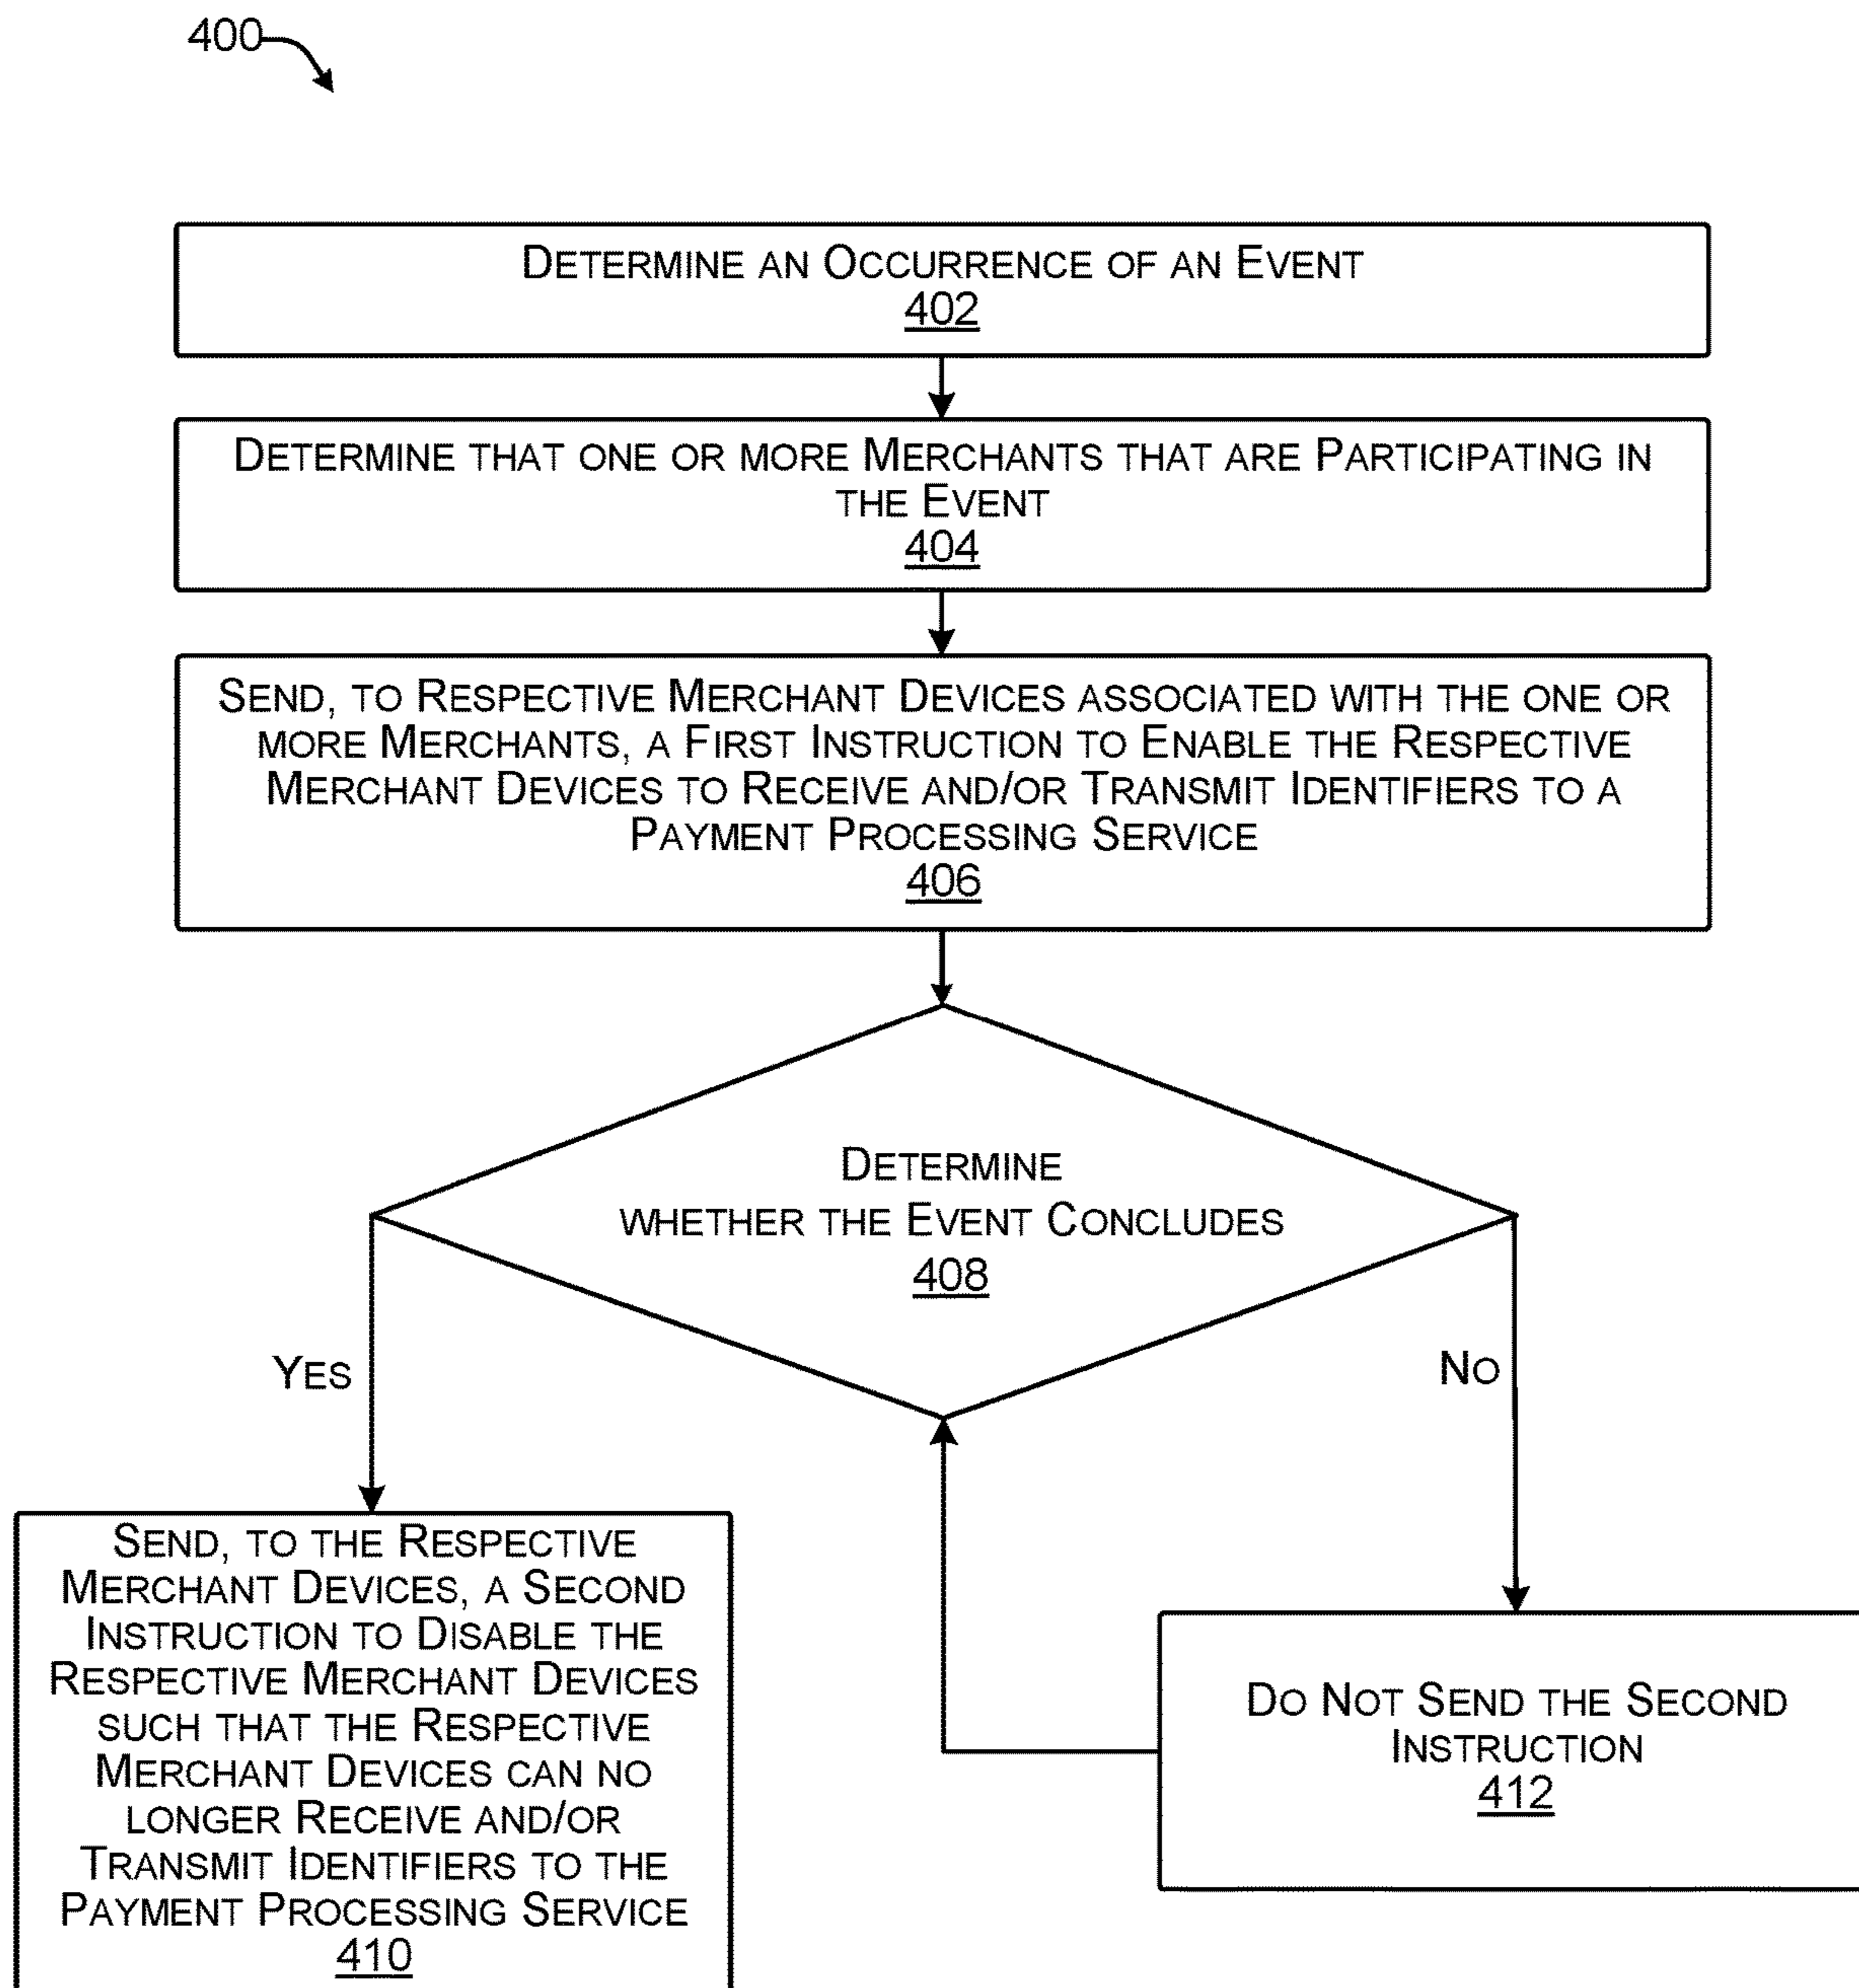 400
DETERMINE AN OCCURRENCE OF AN EVENT
402
DETERMINE THAT ONE OR MORE MERCHANTS THAT ARE PARTICIPATING IN
THE EVENT
404
SEND, TO RESPECTIVE MERCHANT DEVICES ASSOCIATED WITH THE ONE OR
MORE MERCHANTS, A FIRST INSTRUCTION TO ENABLE THE RESPECTIVE
MERCHANT DEVICES TO RECEIVE AND/OR TRANSMIT IDENTIFIERS TO A
PAYMENT PROCESSING SERVICE
406
DETERMINE
WHETHER THE EVENT CONCLUDES
408
YES
NO
SEND, TO THE RESPECTIVE
MERCHANT DEVICES, A SECOND
INSTRUCTION TO DISABLE THE
RESPECTIVE MERCHANT DEVICES
SUCH THAT THE RESPECTIVE
MERCHANT DEVICES CAN NO
LONGER RECEIVE AND/OR
TRANSMIT IDENTIFIERS TO THE
PAYMENT PROCESSING SERVICE
410
DO NOT SEND THE SECOND
INSTRUCTION
412